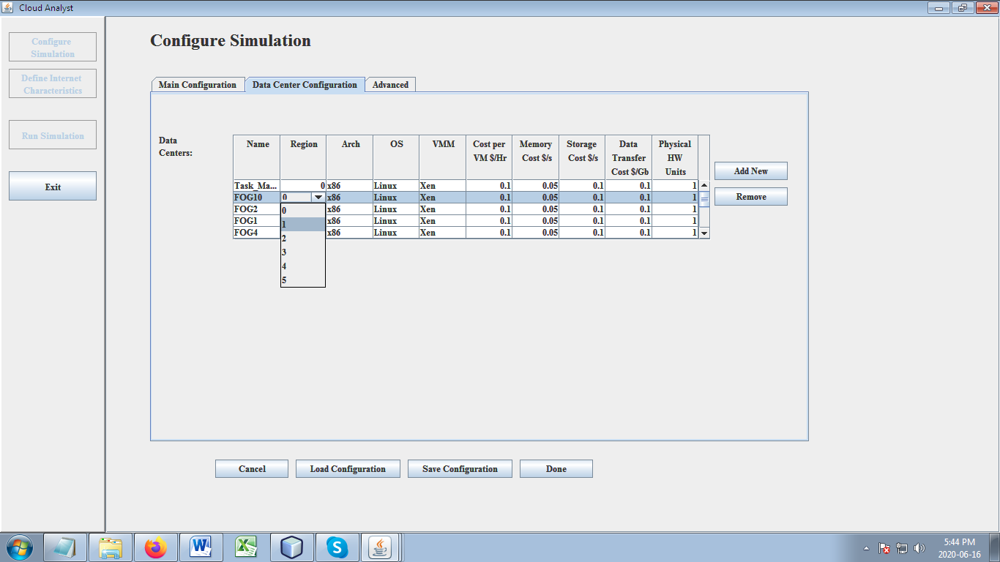 Cloud Analyst
Configure
Simulation
Define Internet
Characteristics
Run Simulation
Exit
Configure Simulation
Main Configuration
Data Center Configuration
Advanced
Data
Centers:
Name Region Arch OS VMM Cost per Memory Storage Data Physical
VM $/Hr Cost $/s Cost $/s Transfer HW
Cost $/Gb Units
Task_Ma... 0 x86 Linux Xen 0.1 0.05 0.1 0.1 1
FOG10 0 x86 Linux Xen 0.1 0.05 0.1 0.1 1
FOG2 x86 Linux Xen 0.1 0.05 0.1 0.1 1
FOG1 x86 Linux Xen 0.1 0.05 0.1 0.1 1
FOG4 x86 Linux Xen 0.1 0.05 0.1 0.1 1
0
1
2
3
4
5
Add New
Remove
Cancel
Load Configuration
Save Configuration
Done
5:44 PM
2020-06-16